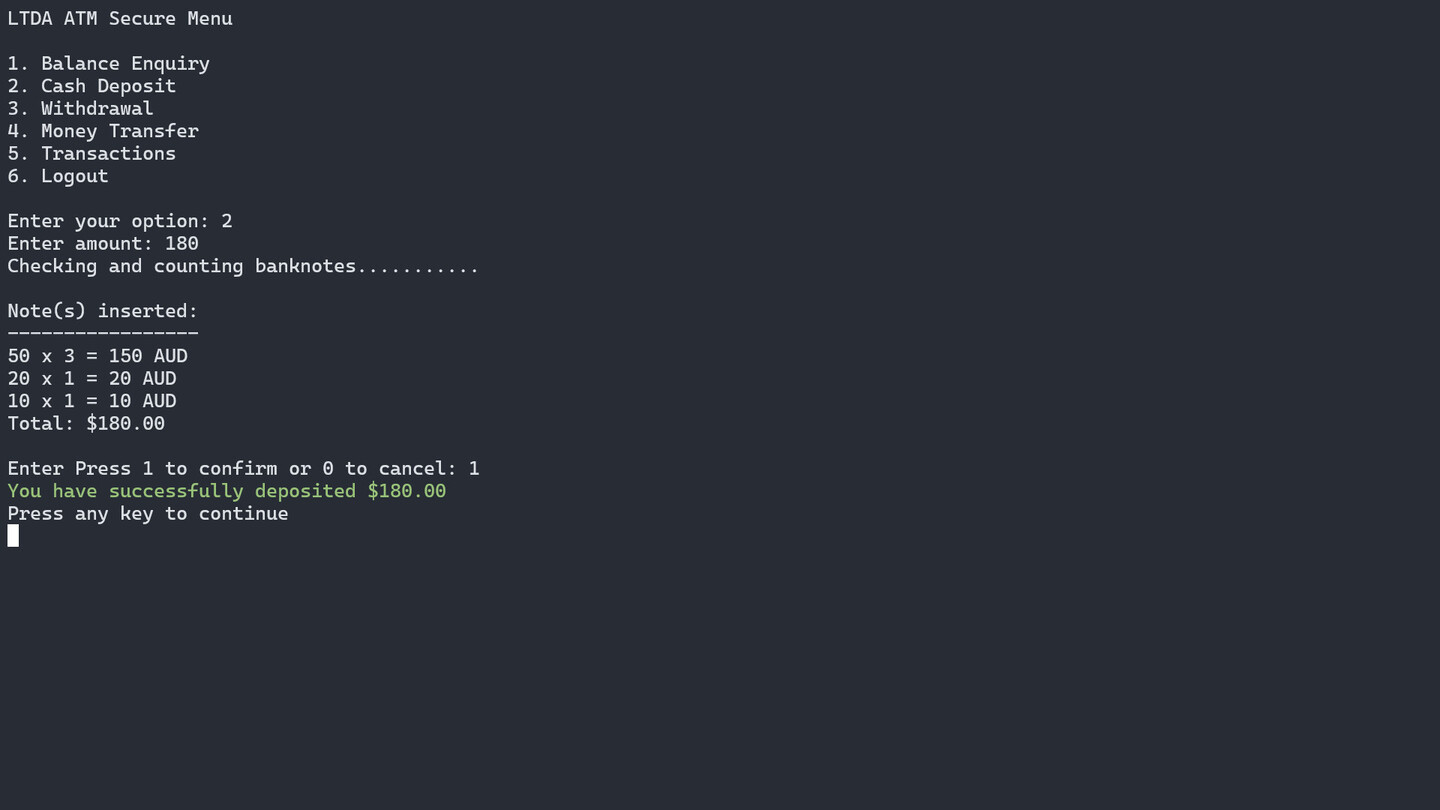 LTDA ATM Secure Menu
1. Balance Enquiry
2. Cash Deposit
3. Withdrawal
4. Money Transfer
5. Transactions
6. Logout
Enter your option: 2
Enter amount: 180
Checking and counting banknotes...........
Note(s) inserted:
-----------------
50 x 3 = 150 AUD
20 x 1 = 20 AUD
10 x 1 = 10 AUD
Total: $180.00
Enter Press 1 to confirm or 0 to cancel: 1
You have successfully deposited $180.00
Press any key to continue